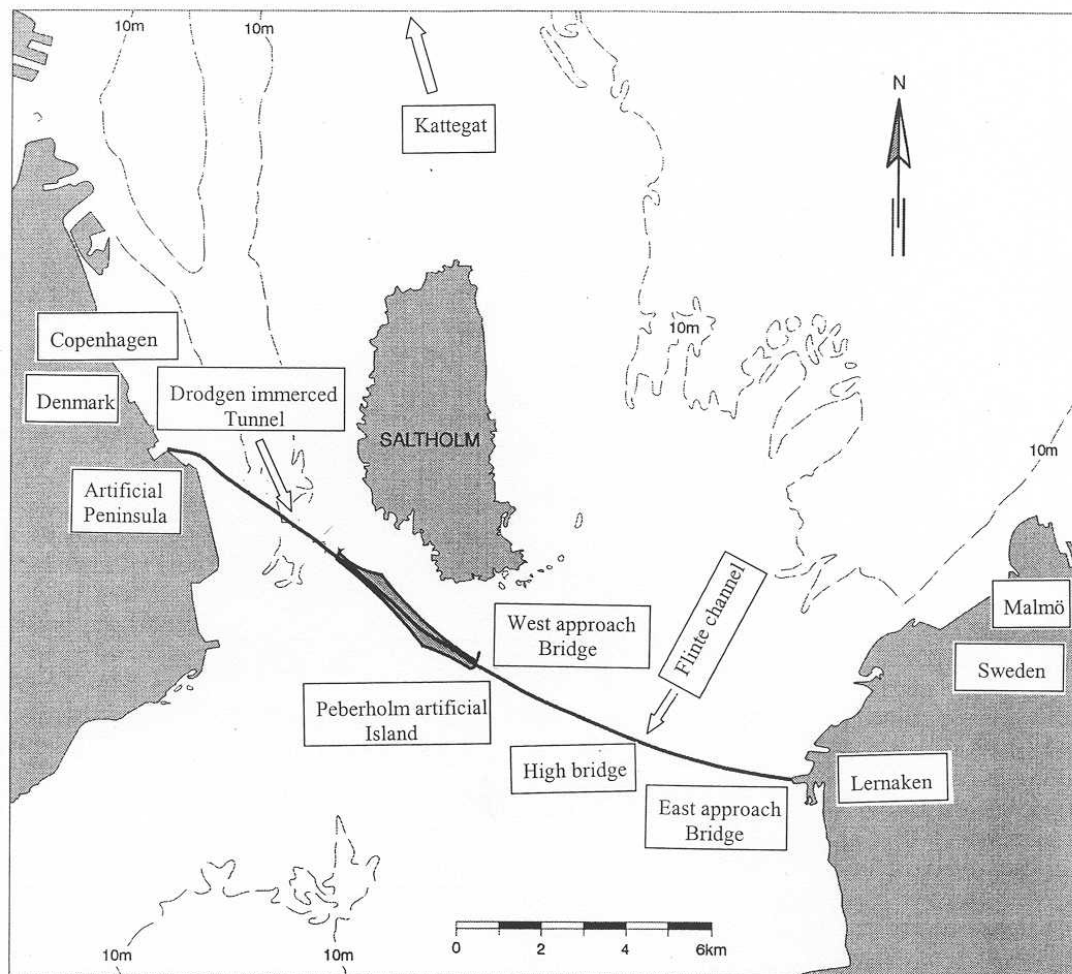 10m
10m
Kattegat
N
Copenhagen
Denmark
Drodgen immerced
Tunnel
SALTHOLM
10m
10m
Artificial
Peninsula
West approach
Bridge
Flinte channel
Malmö
Sweden
Peberholm artificial
Island
High bridge
Lernaken
East approach
Bridge
0 2 4 6km
10m
10m